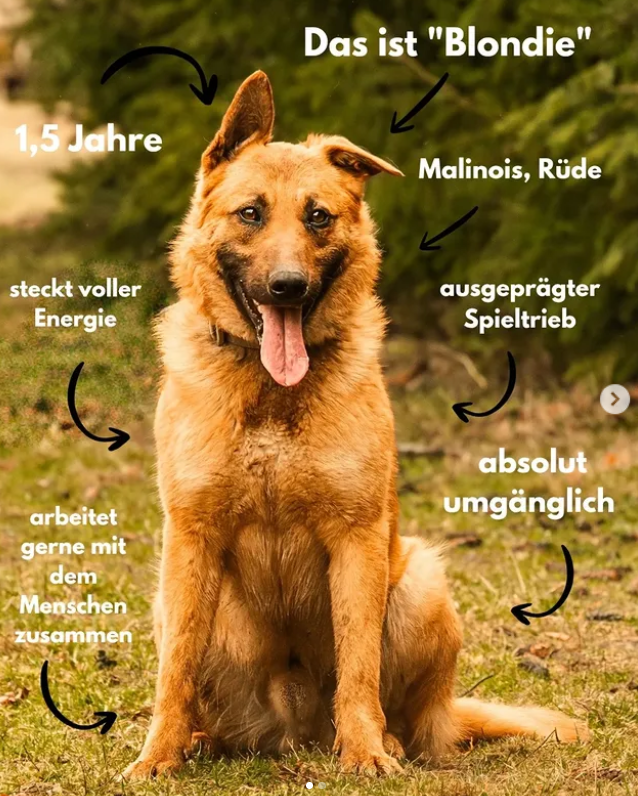 Das ist "Blondie"
1,5 Jahre
Malinois, Rüde
steckt voller
Energie
ausgeprägter
Spieltrieb
absolut
umgänglich
arbeitet
gerne mit
dem
Menschen
zusammen